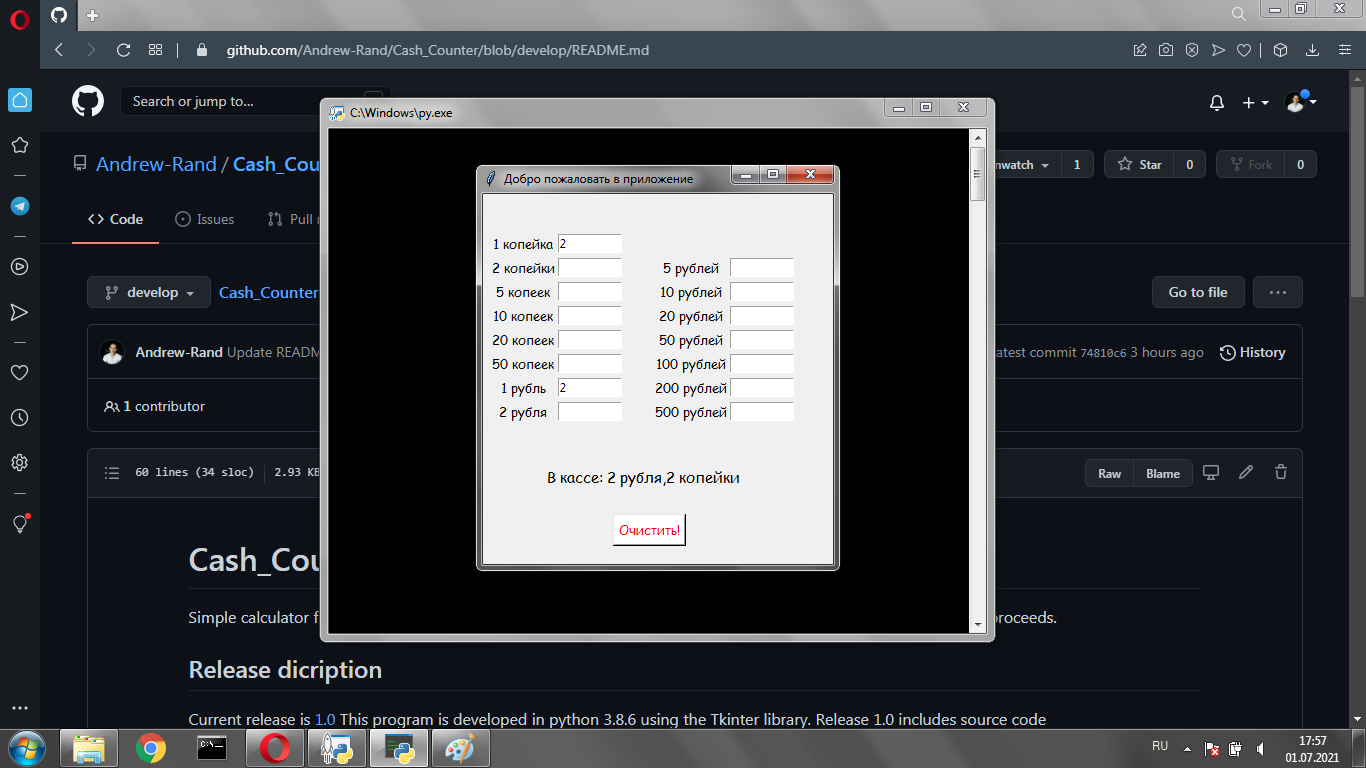 github.com/Andrew-Rand/Cash_Counter/blob/develop/README.md
Search or jump to...
C:\Windows\py.exe
Andrew-Rand / Cash_Cou
nwatch 1 Star 0 Fork 0
Code Issues Pull
Добро пожаловать в приложение
1 копейка 2
2 копейки 5 рублей
5 копеек 10 рублей
10 копеек 20 рублей
20 копеек 50 рублей
50 копеек 100 рублей
1 рубль 2 200 рублей
2 рубля 500 рублей
В кассе: 2 рубля,2 копейки
Очистить!
develop Cash_Counter
Go to file
Andrew-Rand Update README
atest commit 74810c6 3 hours ago History
1 contributor
60 lines (34 sloc) 2.93 KB
Raw Blame
Cash_Cou
Simple calculator f
proceeds.
Release dicription
Current release is 1.0 This program is developed in python 3.8.6 using the Tkinter library. Release 1.0 includes source code
RU
17:57
01.07.2021